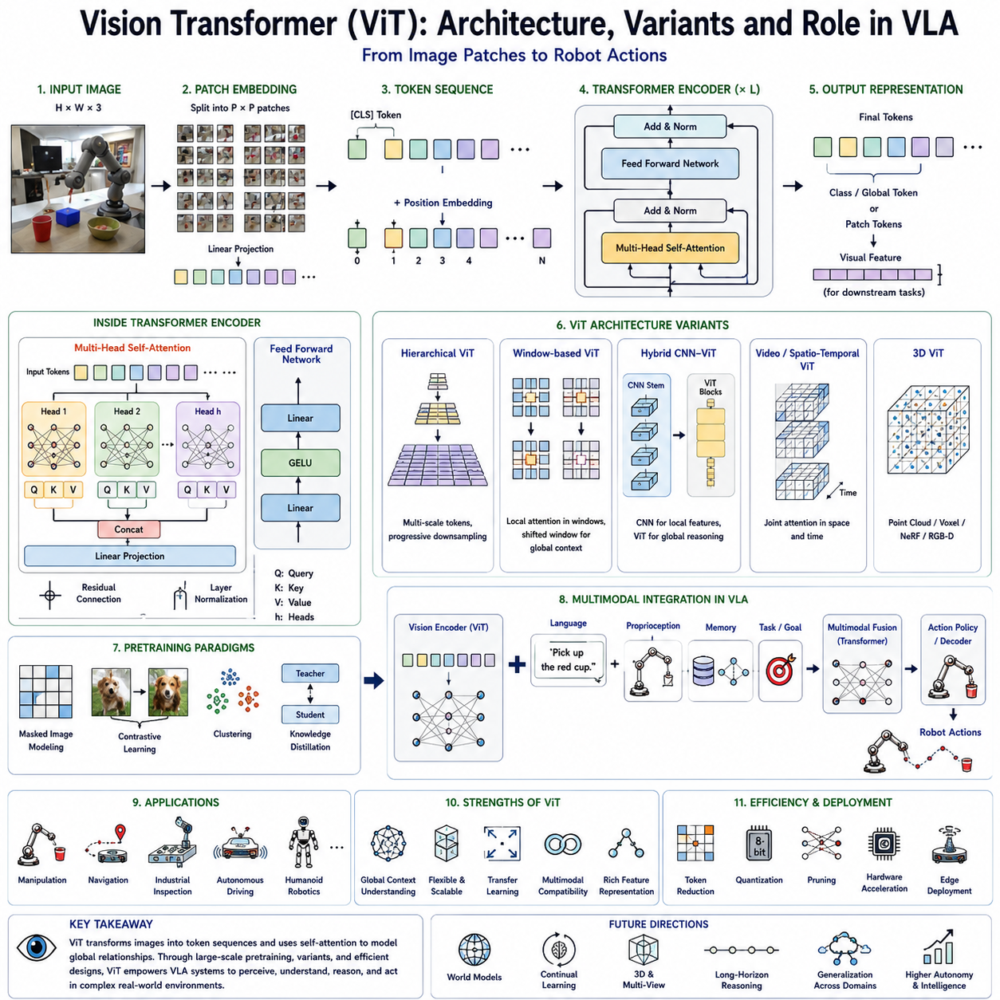 Vision Transformer (ViT): Architecture, Variants and Role in VLA
From Image Patches to Robot Actions
1. INPUT IMAGE
H × W × 3
2. PATCH EMBEDDING
Split into P × P patches
Linear Projection
3. TOKEN SEQUENCE
[CLS] Token
+ Position Embedding
0 1 2 3 4 N
4. TRANSFORMER ENCODER (× L)
Add & Norm
Feed Forward Network
Add & Norm
Multi-Head Self-Attention
5. OUTPUT REPRESENTATION
Final Tokens
Class / Global Token
or
Patch Tokens
Visual Feature
(for downstream tasks)
INSIDE TRANSFORMER ENCODER
Multi-Head Self-Attention
Input Tokens
Head 1
Head 2
Head h
Q K V
Q K V
Q K V
Concat
Linear Projection
Feed Forward
Network
Linear
GELU
Linear
Residual
Connection
Layer
Normalization
Q: Query
K: Key
V: Value
h: Heads
6. ViT ARCHITECTURE VARIANTS
Hierarchical ViT
Multi-scale tokens,
progressive downsampling
Window-based ViT
Local attention in windows,
shifted window for
global context
Hybrid CNN–ViT
CNN Stem
ViT
Blocks
CNN for local features,
ViT for global reasoning
Video / Spatio-Temporal
ViT
Time
Joint attention in space
and time
3D ViT
Point Cloud / Voxel /
NeRF / RGB-D
7. PRETRAINING PARADIGMS
Masked Image
Modeling
Contrastive
Learning
Clustering
Teacher
Student
Knowledge
Distillation
8. MULTIMODAL INTEGRATION IN VLA
Vision Encoder (ViT)
Language
"Pick up
the red cup."
Proprioception
Memory
Task / Goal
Multimodal Fusion
(Transformer)
Action Policy
/ Decoder
Robot Actions
9. APPLICATIONS
Manipulation
Navigation
Industrial
Inspection
Autonomous
Driving
Humanoid
Robotics
10. STRENGTHS OF ViT
Global Context
Understanding
Flexible &
Scalable
Transfer
Learning
Multimodal
Compatibility
Rich Feature
Representation
11. EFFICIENCY & DEPLOYMENT
Token
Reduction
8-
bit
Quantization
Pruning
Hardware
Acceleration
Edge
Deployment
KEY TAKEAWAY
ViT transforms images into token sequences and uses self-attention to model
global relationships. Through large-scale pretraining, variants, and efficient
designs, ViT empowers VLA systems to perceive, understand, reason, and act
in complex real-world environments.
FUTURE DIRECTIONS
World Models
Continual
Learning
3D &
Multi-View
Long-Horizon
Reasoning
Generalization
Across Domains
Higher Autonomy
& Intelligence